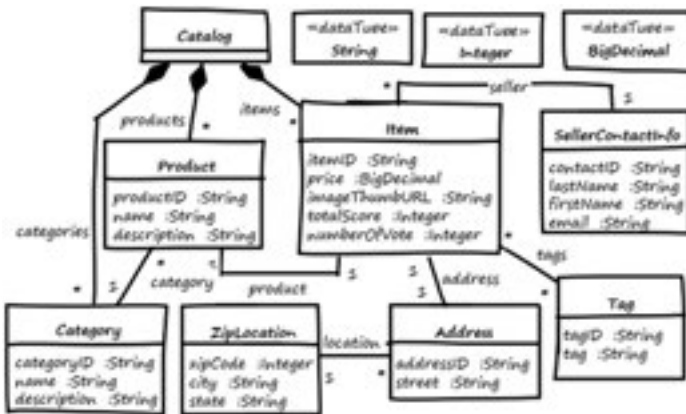 Catalog
«dataType»
String
«dataType»
Integer
«dataType»
BigDecimal
products
*
items
*
*
seller
1
Product
productID :String
name :String
description :String
Item
itemID :String
price :BigDecimal
imageThumbURL :String
totalScore :Integer
numberOfVote :Integer
SellerContactInfo
contactID :String
lastName :String
firstName :String
email :String
categories
*
1
category
*
product
1
1
address
1
*
tags
*
Category
categoryID :String
name :String
description :String
ZipLocation
zipCode :Integer
city :String
state :String
location
1
*
Address
addressID :String
street :String
Tag
tagID :String
tag :String